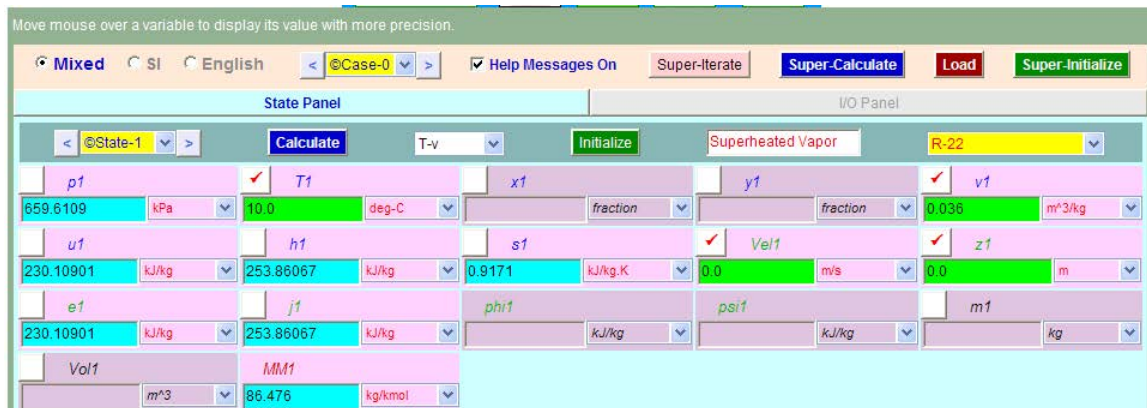 Move mouse over a variable to display its value with more precision.
Mixed SI English < ©Case-0 > Help Messages On Super-Iterate Super-Calculate Load Super-Initialize
State Panel I/O Panel
< ©State-1 > Calculate T-v Initialize Superheated Vapor R-22
p1 T1 x1 y1 v1
659.6109 kPa 10.0 deg-C fraction fraction 0.036 m^3/kg
u1 h1 s1 Vel1 z1
230.10901 kJ/kg 253.86067 kJ/kg 0.9171 kJ/kg.K 0.0 m/s 0.0 m
e1 j1 phi1 psi1 m1
230.10901 kJ/kg 253.86067 kJ/kg kJ/kg kJ/kg kg
Vol1 MM1
m^3 86.476 kg/kmol